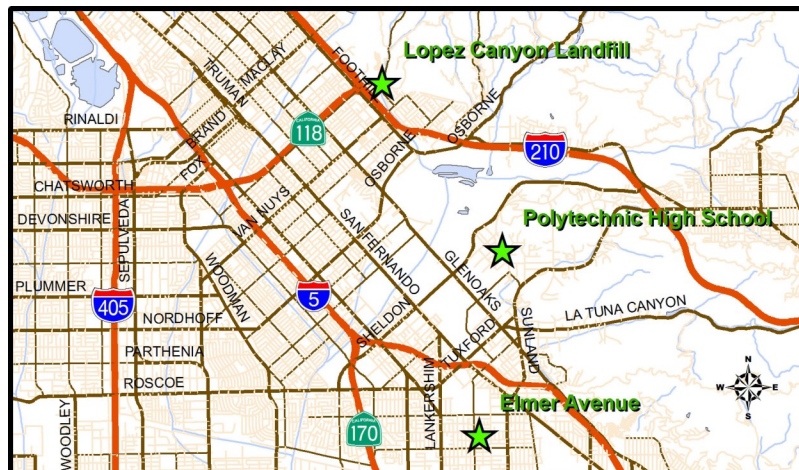 Lopez Canyon Landfill
FOOTHILL
MACLAY
TRUMAN
RINALDI
BRAND
CALIFORNIA
118
OSBORNE
OSBORNE
210
FOX
CHATSWORTH
DEVONSHIRE
SEPULVEDA
VAN NUYS
SAN FERNANDO
Polytechnic High School
WOODMAN
GLENOAKS
PLUMMER
405
5
NORDHOFF
SHELDON
TUXFORD
SUNLAND
LA TUNA CANYON
PARTHENIA
ROSCOE
LANKERSHIM
Elmer Avenue
N
W
E
S
WOODLEY
CALIFORNIA
170